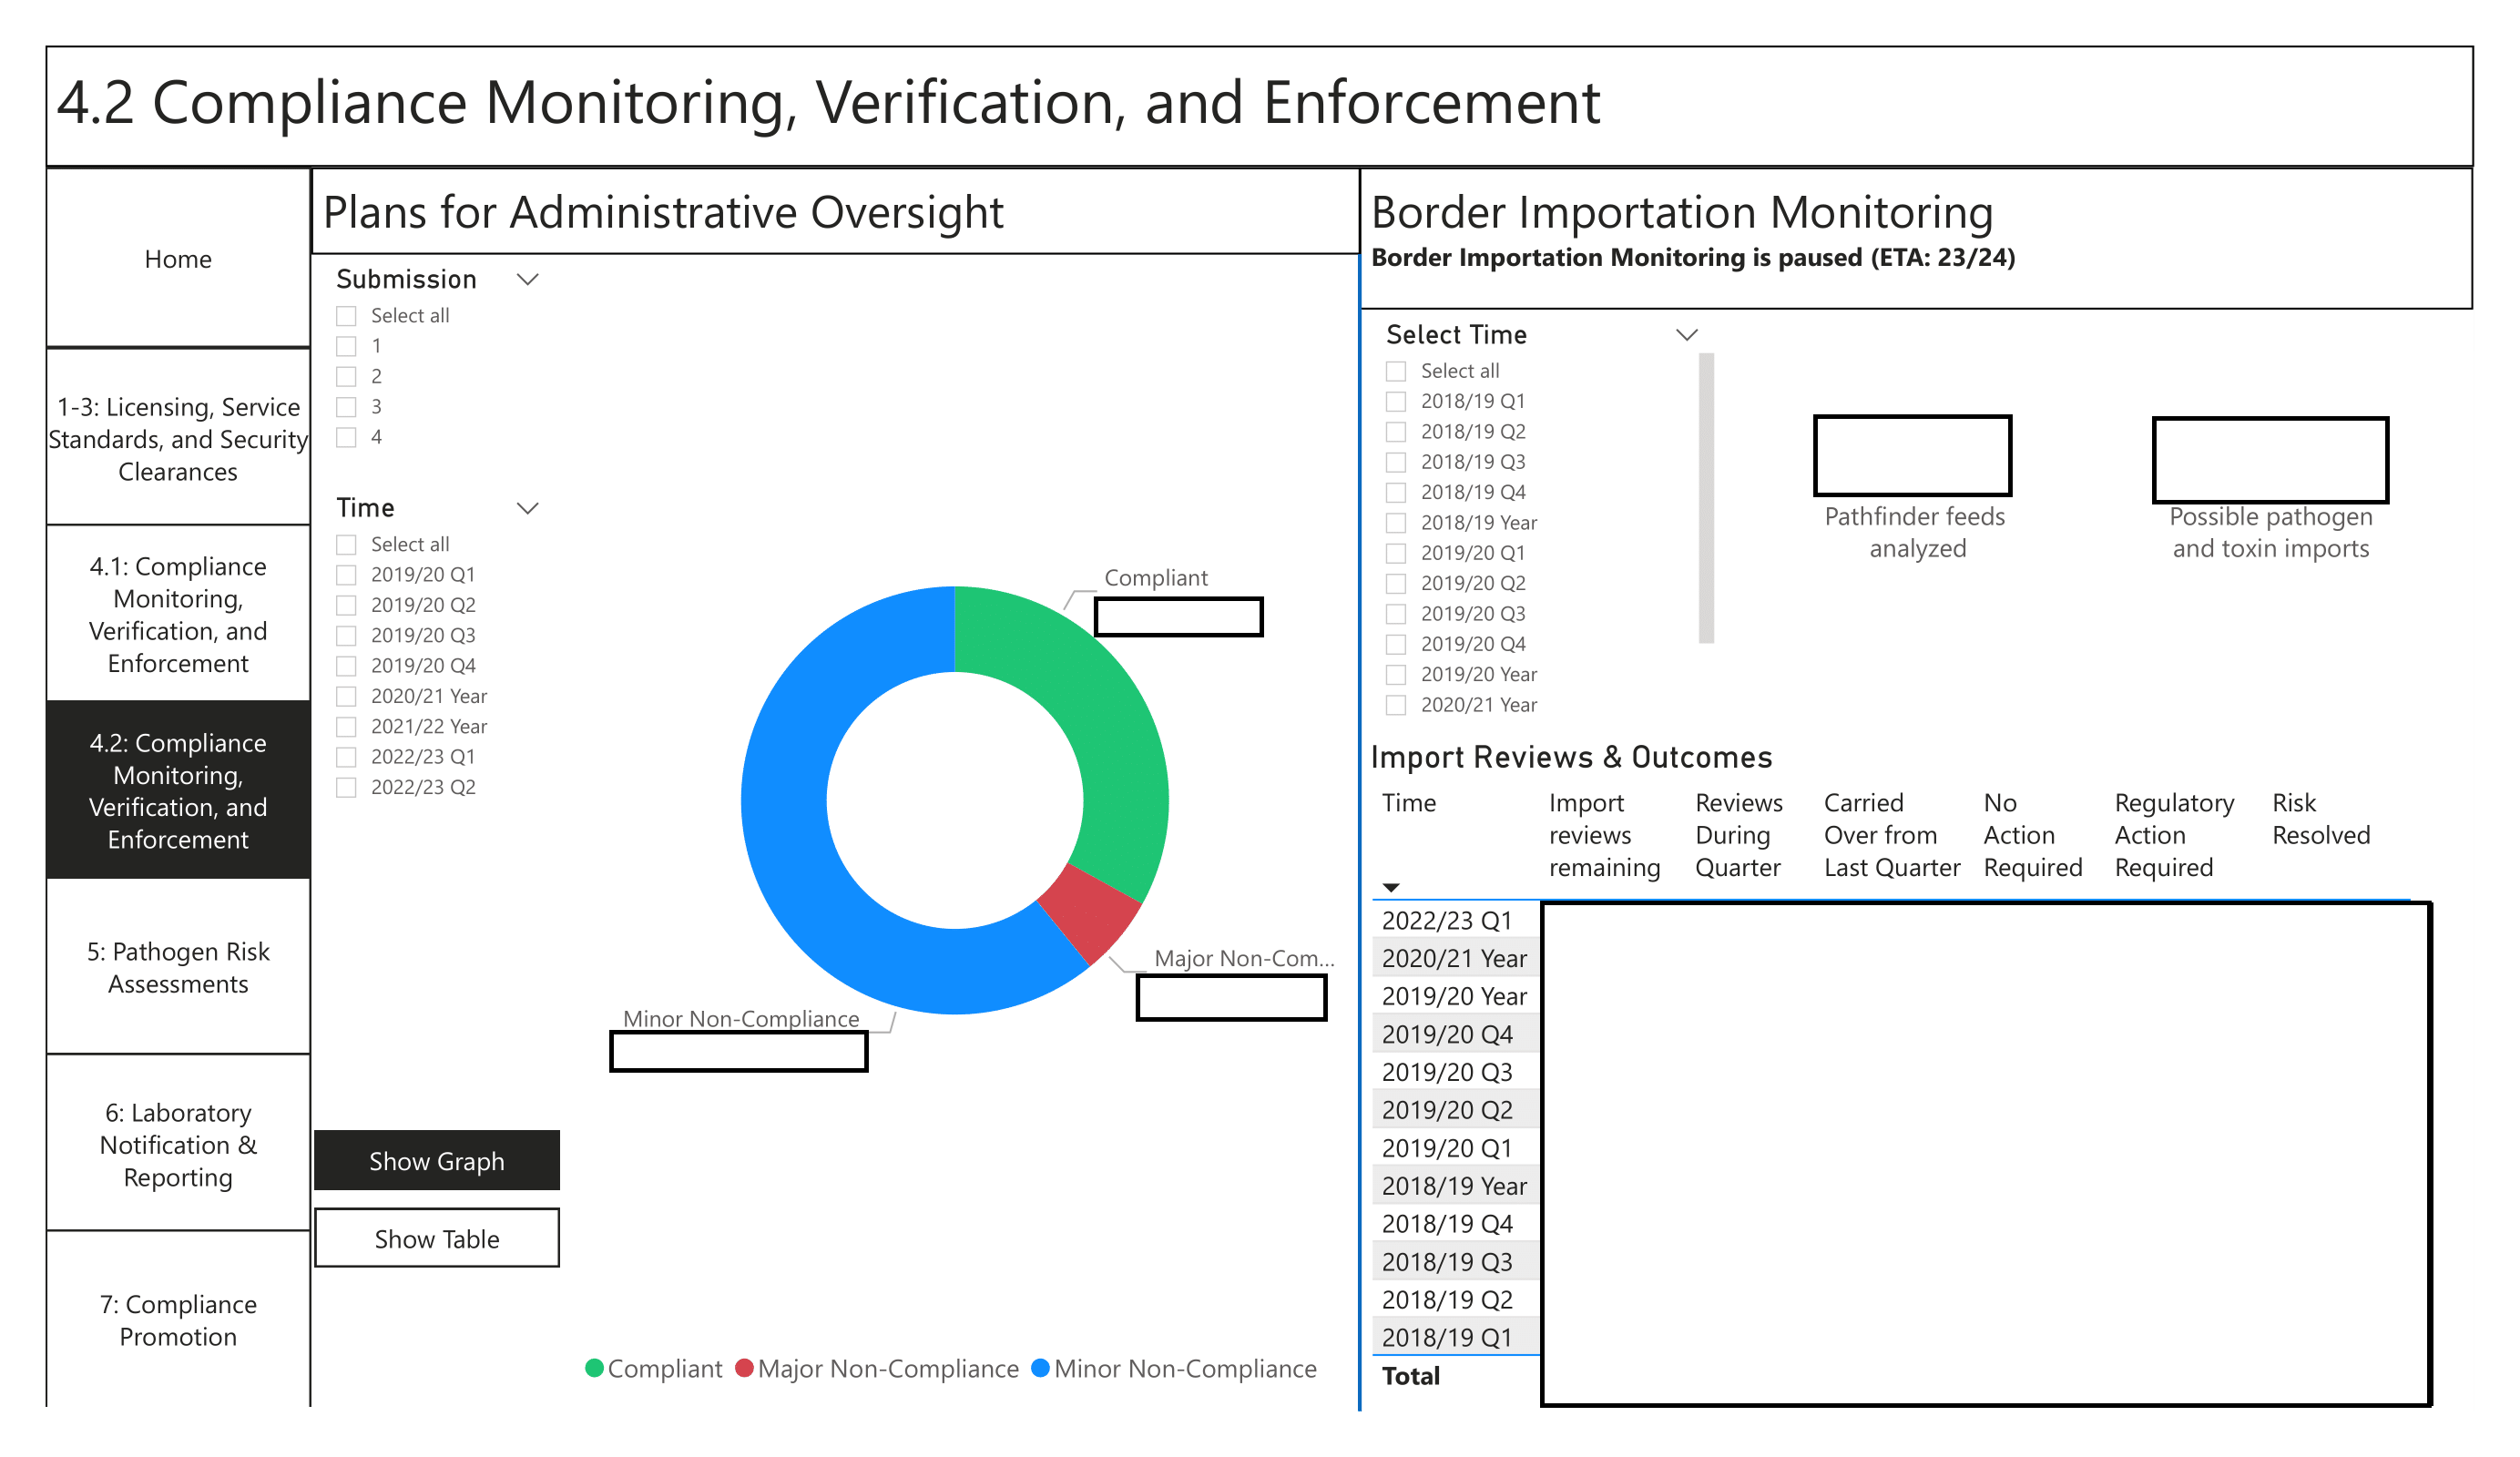 4.2 Compliance Monitoring, Verification, and Enforcement
Home
1-3: Licensing, Service
Standards, and Security
Clearances
4.1: Compliance
Monitoring,
Verification, and
Enforcement
4.2: Compliance
Monitoring,
Verification, and
Enforcement
5: Pathogen Risk
Assessments
6: Laboratory
Notification &
Reporting
7: Compliance
Promotion
Plans for Administrative Oversight
Submission
Select all
1
2
3
4
Time
Select all
2019/20 Q1
2019/20 Q2
2019/20 Q3
2019/20 Q4
2020/21 Year
2021/22 Year
2022/23 Q1
2022/23 Q2
Show Graph
Show Table
Compliant
Major Non-Com...
Minor Non-Compliance
Compliant Major Non-Compliance Minor Non-Compliance
Border Importation Monitoring
Border Importation Monitoring is paused (ETA: 23/24)
Select Time
Select all
2018/19 Q1
2018/19 Q2
2018/19 Q3
2018/19 Q4
2018/19 Year
2019/20 Q1
2019/20 Q2
2019/20 Q3
2019/20 Q4
2019/20 Year
2020/21 Year
Pathfinder feeds
analyzed
Possible pathogen
and toxin imports
Import Reviews & Outcomes
Time Import Reviews Carried No Regulatory Risk
reviews During Over from Action Action Resolved
remaining Quarter Last Quarter Required Required
2022/23 Q1
2020/21 Year
2019/20 Year
2019/20 Q4
2019/20 Q3
2019/20 Q2
2019/20 Q1
2018/19 Year
2018/19 Q4
2018/19 Q3
2018/19 Q2
2018/19 Q1
Total